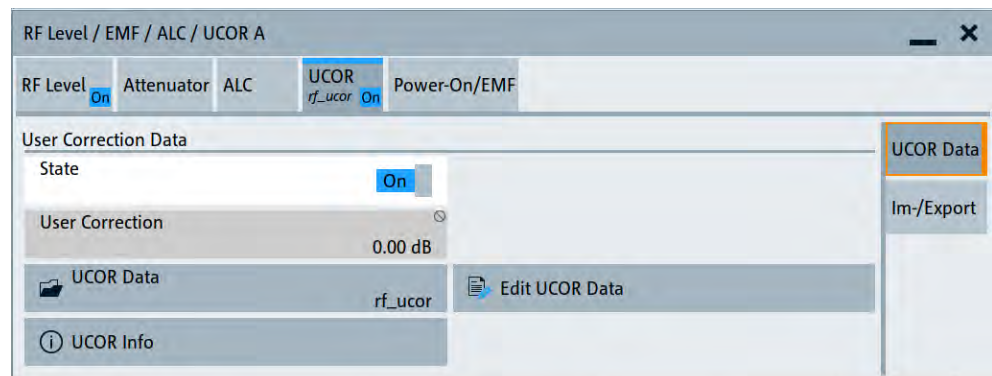 RF Level / EMF / ALC / UCOR A
RF Level On Attenuator ALC UCOR rf_ucor On Power-On/EMF
User Correction Data
UCOR Data
State On
Im-/Export
User Correction
0.00 dB
UCOR Data
rf_ucor
Edit UCOR Data
UCOR Info